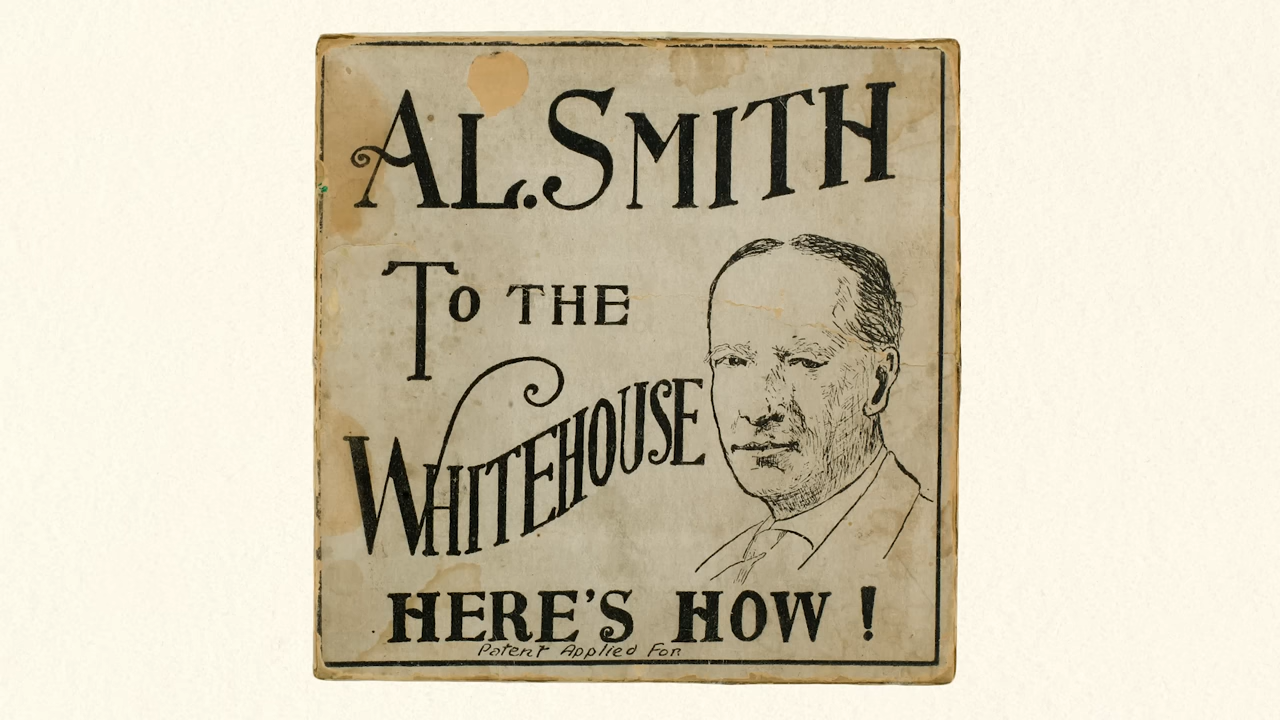 AL. SMITH
TO THE
WHITEHOUSE
HERE'S HOW !
Patent Applied For